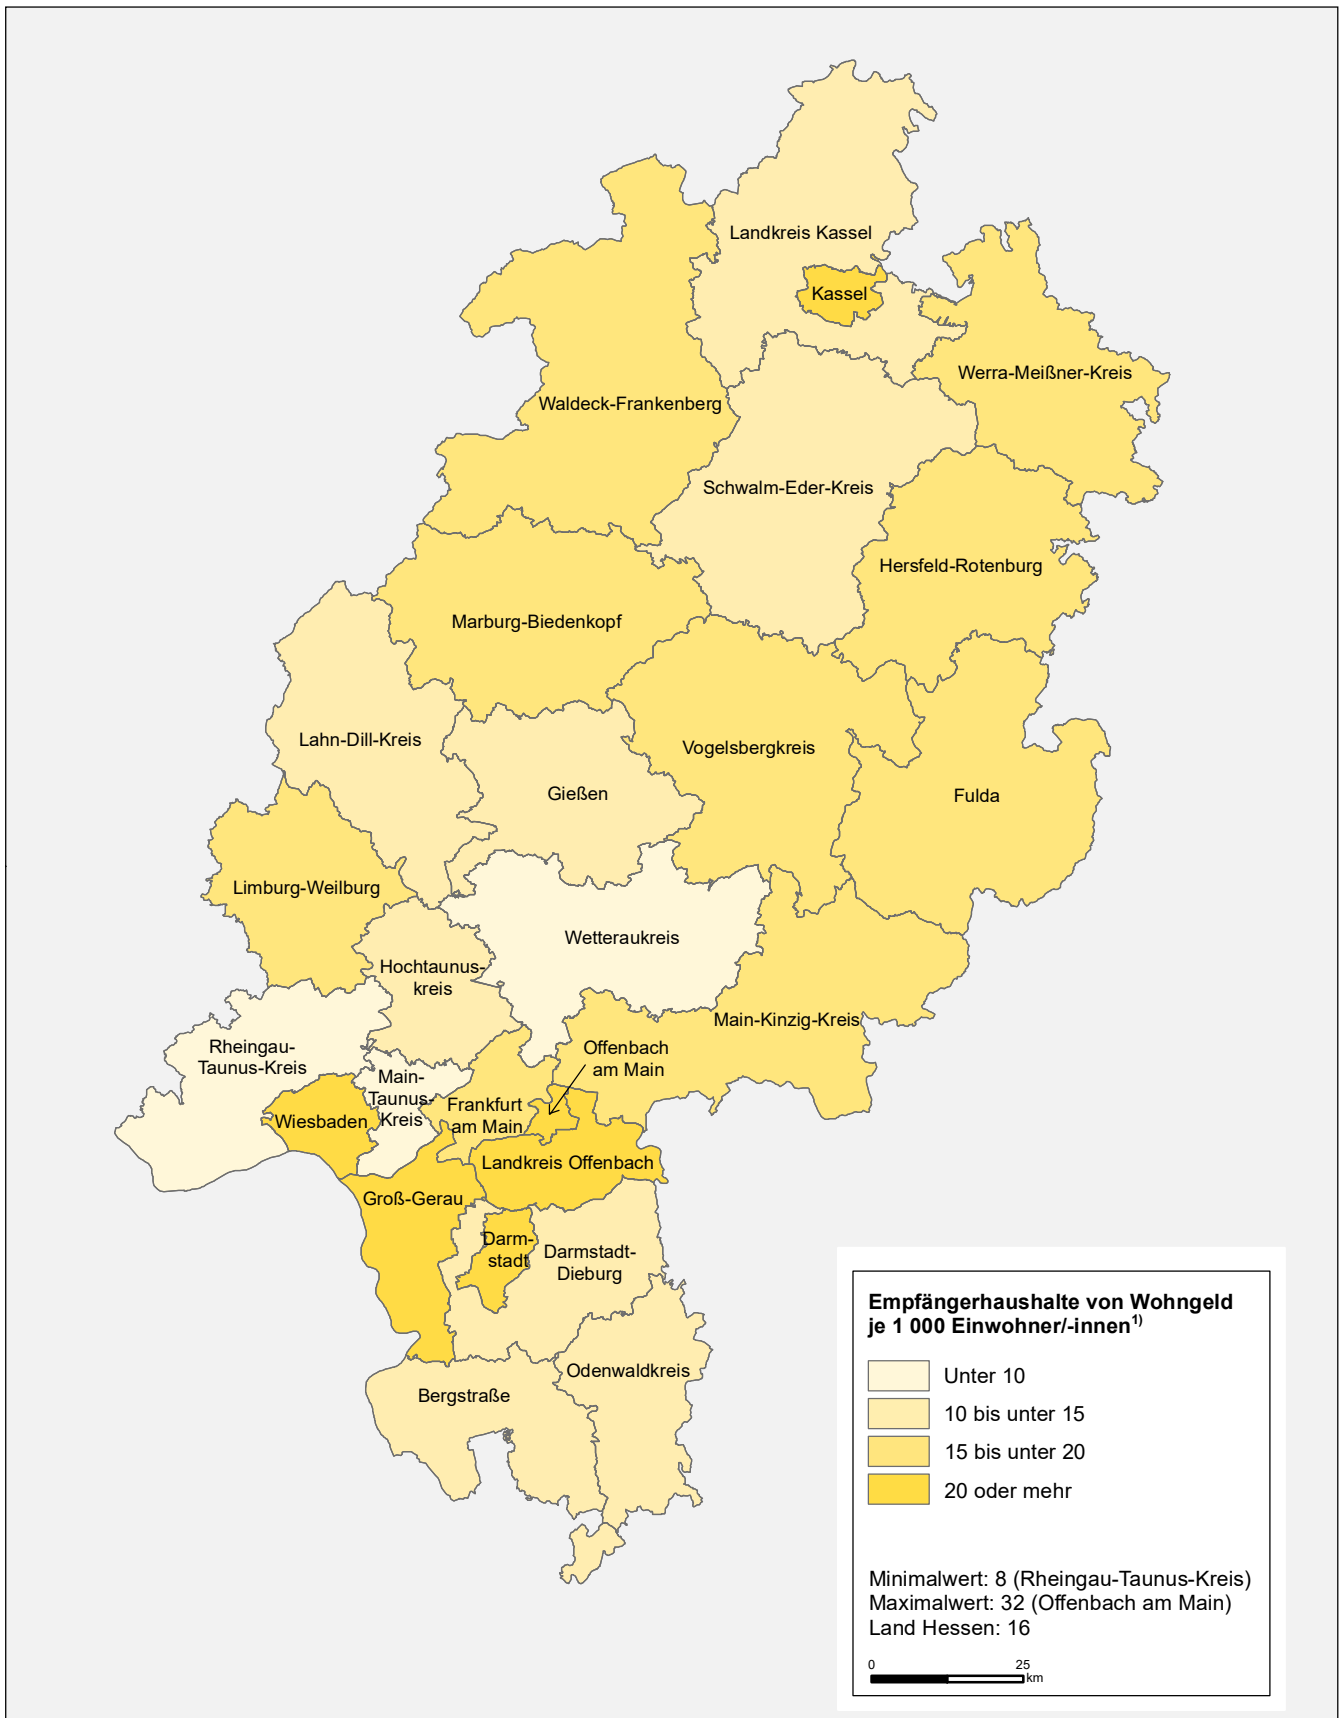 Landkreis Kassel
Kassel
Werra-Meißner-Kreis
Waldeck-Frankenberg
Schwalm-Eder-Kreis
Hersfeld-Rotenburg
Marburg-Biedenkopf
Lahn-Dill-Kreis
Vogelsbergkreis
Gießen
Fulda
Limburg-Weilburg
Wetteraukreis
Hochtaunus-
kreis
Main-Kinzig-Kreis
Rheingau-
Taunus-Kreis
Offenbach
am Main
Main-
Taunus-
Kreis
Frankfurt
am Main
Wiesbaden
Landkreis Offenbach
Groß-Gerau
Darm-
stadt
Darmstadt-
Dieburg
Odenwaldkreis
Bergstraße
Empfängerhaushalte von Wohngeld
je 1 000 Einwohner/-innen1)
Unter 10
10 bis unter 15
15 bis unter 20
20 oder mehr
Minimalwert: 8 (Rheingau-Taunus-Kreis)
Maximalwert: 32 (Offenbach am Main)
Land Hessen: 16
0 25
km